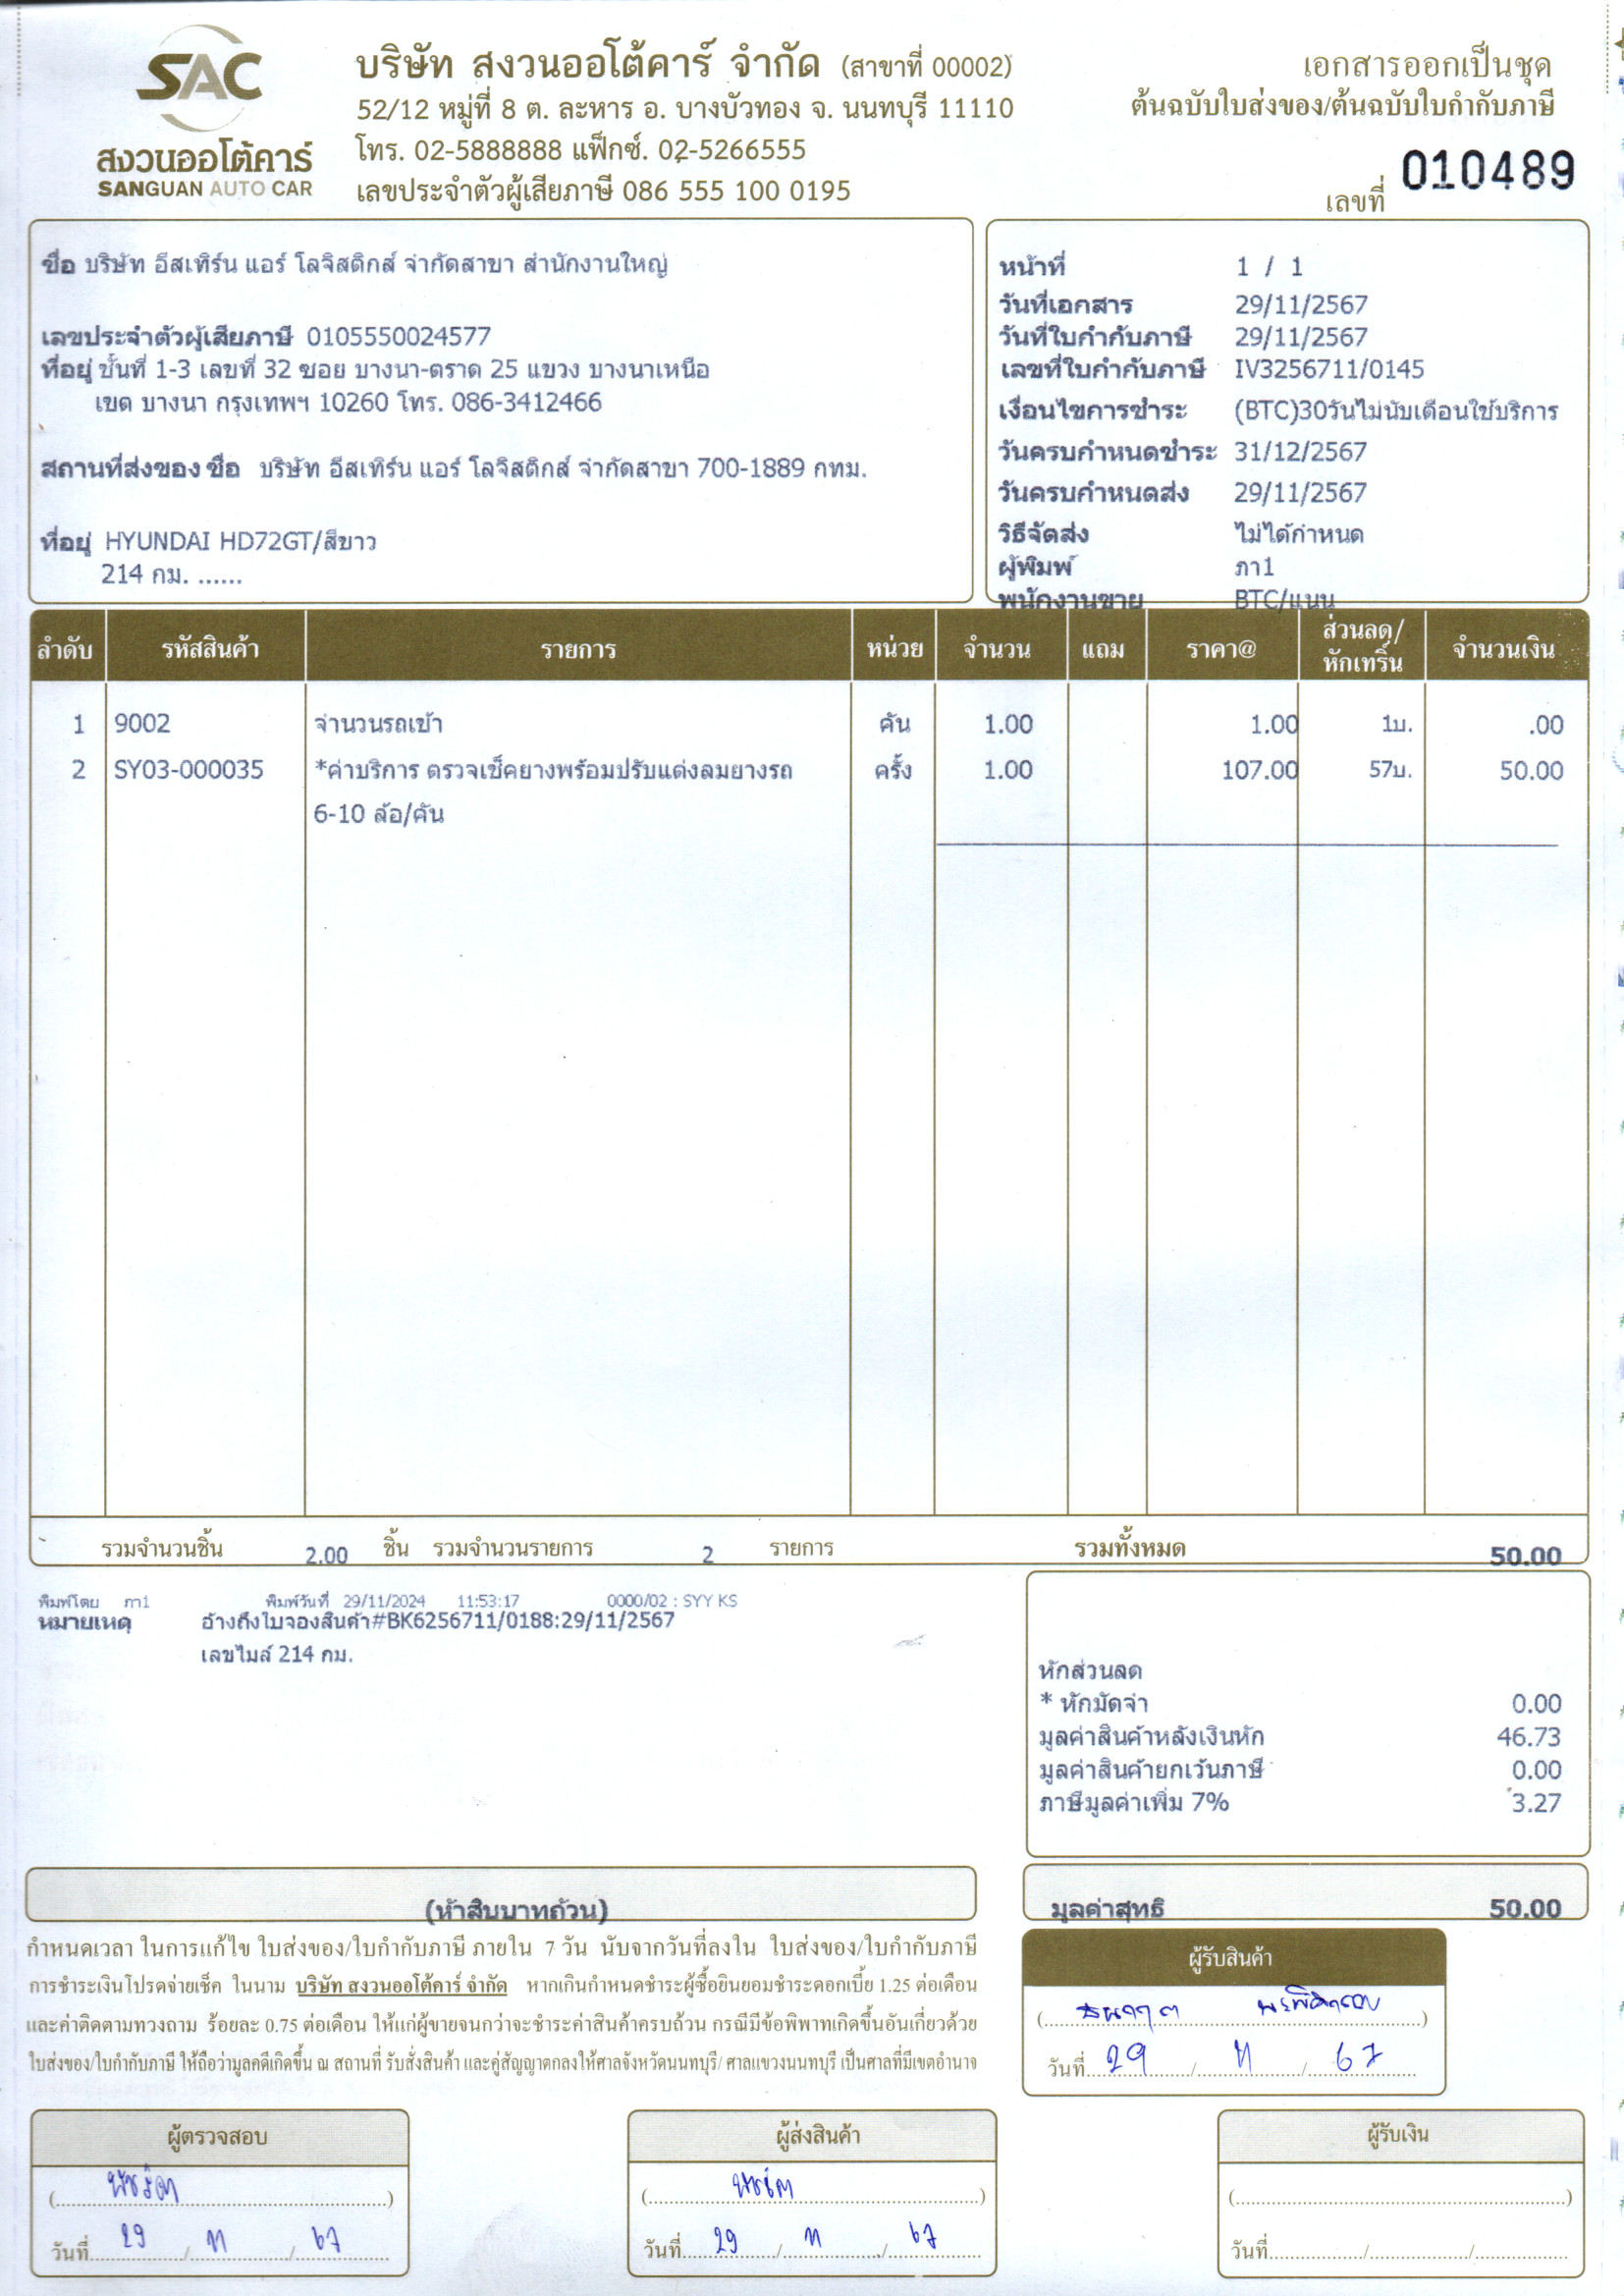 SAC
สงวนออโต้คาร์
SANGUAN AUTO CAR
บริษัท สงวนออโต้คาร์ จำกัด (สาขาที่ 00002)
52/12 หมู่ที่ 8 ต. ละหาร อ. บางบัวทอง จ. นนทบุรี 11110
โทร. 02-5888888 แฟ็กซ์. 02-5266555
เลขประจำตัวผู้เสียภาษี 086 555 100 0195
เอกสารออกเป็นชุด
ต้นฉบับใบส่งของ/ต้นฉบับใบกำกับภาษี
เลขที่ 010489
ชื่อ บริษัท อีสเทิร์น แอร์ โลจิสติกส์ จำกัดสาขา สำนักงานใหญ่
เลขประจำตัวผู้เสียภาษี 0105550024577
ที่อยู่ ชั้นที่ 1-3 เลขที่ 32 ซอย บางนา-ตราด 25 แขวง บางนาเหนือ
เขต บางนา กรุงเทพฯ 10260 โทร. 086-3412466
สถานที่ส่งของ ชื่อ บริษัท อีสเทิร์น แอร์ โลจิสติกส์ จำกัดสาขา 700-1889 กทม.
ที่อยู่ HYUNDAI HD72GT/สีขาว
214 กม. ......
หน้าที่ 1 / 1
วันที่เอกสาร 29/11/2567
วันที่ใบกำกับภาษี 29/11/2567
เลขที่ใบกำกับภาษี IV3256711/0145
เงื่อนไขการชำระ (BTC)30วันไม่นับเดือนใช้บริการ
วันครบกำหนดชำระ 31/12/2567
วันครบกำหนดส่ง 29/11/2567
วิธีจัดส่ง ไม่ได้กำหนด
ผู้พิมพ์ ภา1
พนักงานขาย BTC/แนน
ลำดับ รหัสสินค้า รายการ หน่วย จำนวน แถม ราคา@ ส่วนลด/หักเทริ์น จำนวนเงิน
1 9002 จำนวนรถเข้า คัน 1.00 1.00 1บ. .00
2 SY03-000035 *ค่าบริการ ตรวจเช็คยางพร้อมปรับแต่งลมยางรถ ครั้ง 1.00 107.00 57บ. 50.00
6-10 ล้อ/คัน
รวมจำนวนชิ้น 2.00 ชิ้น รวมจำนวนรายการ 2 รายการ รวมทั้งหมด 50.00
พิมพ์โดย ภา1 พิมพ์วันที่ 29/11/2024 11:53:17 0000/02 : SYY KS
หมายเหตุ อ้างถึงใบจองสินค้า#BK6256711/0188:29/11/2567
เลขไมล์ 214 กม.
หักส่วนลด
* หักมัดจำ 0.00
มูลค่าสินค้าหลังเงินหัก 46.73
มูลค่าสินค้ายกเว้นภาษี 0.00
ภาษีมูลค่าเพิ่ม 7% 3.27
(ห้าสิบบาทถ้วน)
มูลค่าสุทธิ 50.00
กำหนดเวลา ในการแก้ไข ใบส่งของ/ใบกำกับภาษี ภายใน 7 วัน นับจากวันที่ลงใน ใบส่งของ/ใบกำกับภาษี
การชำระเงินโปรดจ่ายเช็ค ในนาม บริษัท สงวนออโต้คาร์ จำกัด หากเกินกำหนดชำระผู้ซื้อยินยอมชำระดอกเบี้ย 1.25 ต่อเดือน
และค่าติดตามทวงถาม ร้อยละ 0.75 ต่อเดือน ให้แก่ผู้ขายจนกว่าจะชำระค่าสินค้าครบถ้วน กรณีมีข้อพิพาทเกิดขึ้นอันเกี่ยวด้วย
ใบส่งของ/ใบกำกับภาษี ให้ถือว่ามูลคดีเกิดขึ้น ณ สถานที่ รับสั่งสินค้า และคู่สัญญาตกลงให้ศาลจังหวัดนนทบุรี/ ศาลแขวงนนทบุรี เป็นศาลที่มีเขตอำนาจ
ผู้รับสินค้า
วันที่ 29 / 11 / 67
ผู้ตรวจสอบ
วันที่ 29 / 11 / 67
ผู้ส่งสินค้า
วันที่ 29 / 11 / 67
ผู้รับเงิน
วันที่